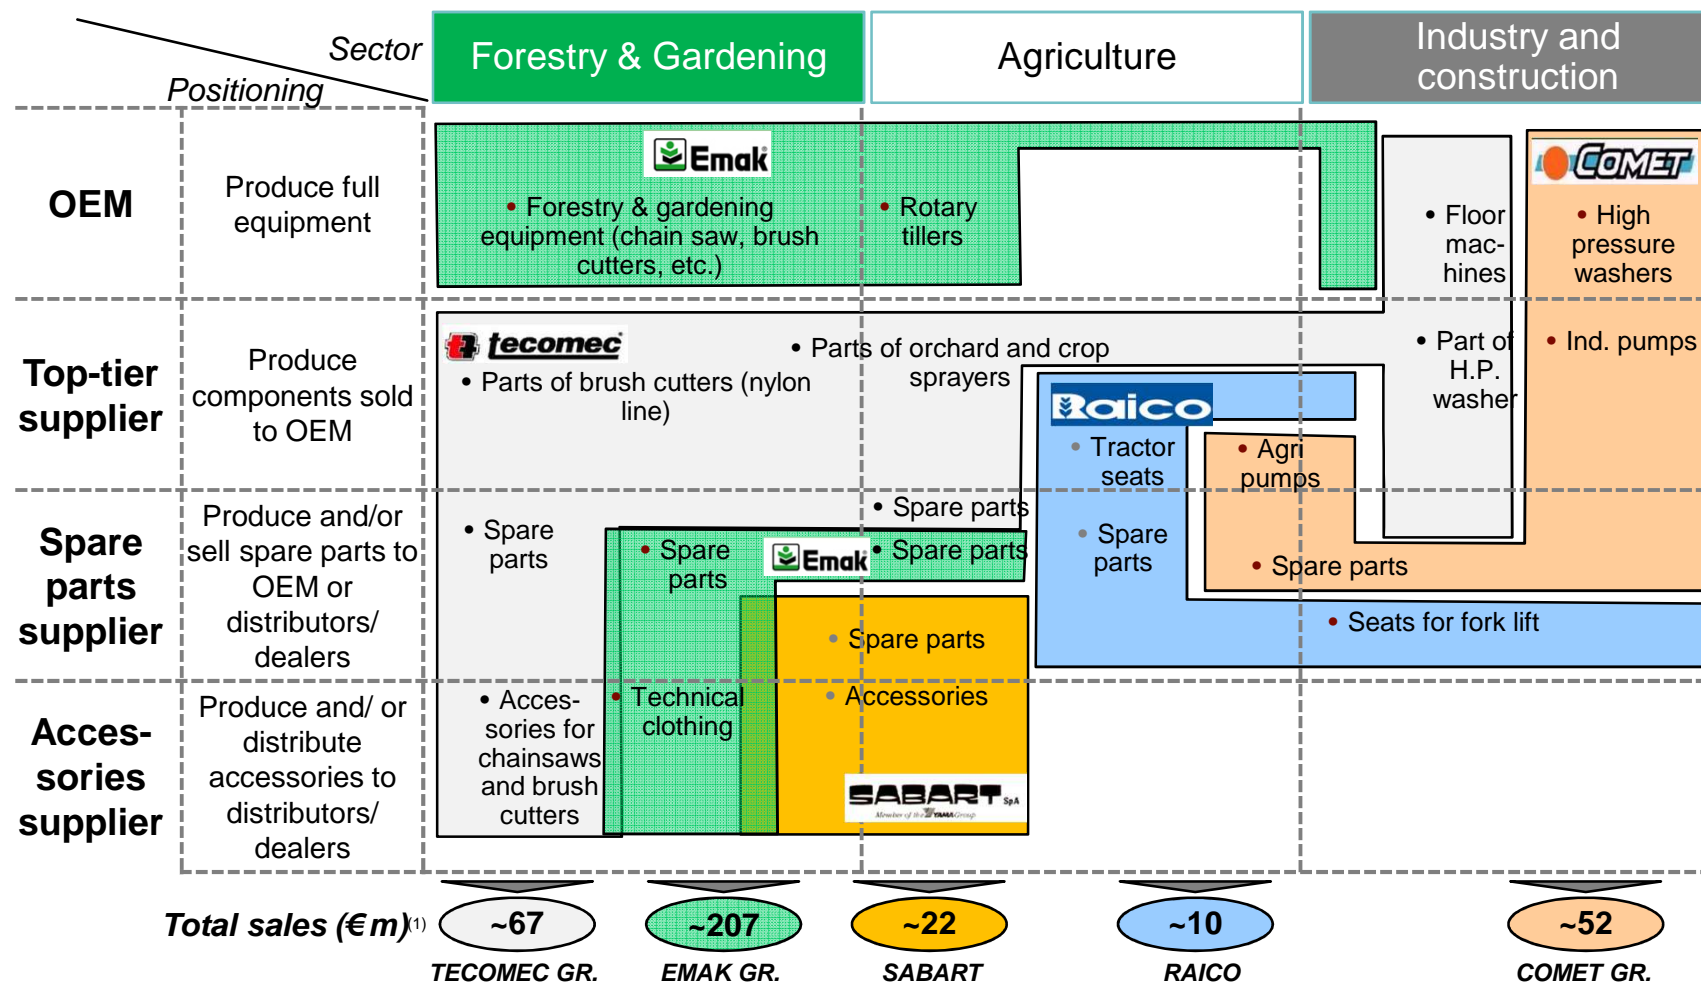 Sector
Positioning
Forestry & Gardening
Agriculture
Industry and
construction
OEM
Produce full
equipment
Emak
• Forestry & gardening
equipment (chain saw, brush
cutters, etc.)
• Rotary
tillers
• Floor
mac-
hines
COMET
• High
pressure
washers
Top-tier
supplier
Produce
components sold
to OEM
tecomec
• Parts of brush cutters (nylon
line)
• Parts of orchard and crop
sprayers
Raico
• Tractor
seats
• Agri
pumps
• Part of
H.P.
washer
• Ind. pumps
Spare
parts
supplier
Produce and/or
sell spare parts to
OEM or
distributors/
dealers
• Spare
parts
• Spare
parts
Emak
• Spare parts
• Spare parts
• Spare parts
• Spare
parts
• Spare parts
• Seats for fork lift
Acces-
sories
supplier
Produce and/ or
distribute
accessories to
distributors/
dealers
• Acces-
sories for
chainsaws
and brush
cutters
• Technical
clothing
• Accessories
SABART SpA
Member of the YAMA Group
Total sales (€ m)(1)
~67
~207
~22
~10
~52
TECOMEC GR.
EMAK GR.
SABART
RAICO
COMET GR.